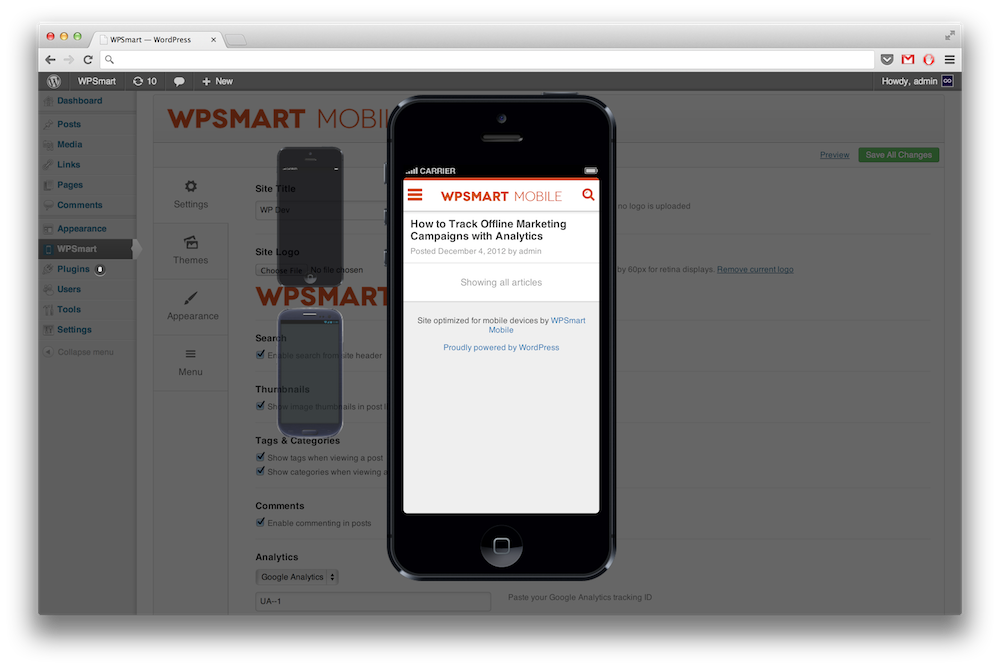 WPSmart — WordPress
WPSmart 10 New
Howdy, admin
Dashboard
Posts
Media
Links
Pages
Comments
Appearance
WPSmart
Plugins
Users
Tools
Settings
Collapse menu
WPSMART MOBIL
Preview
Save All Changes
Settings
Themes
Appearance
Menu
Site Title
WP Dev
no logo is uploaded
Site Logo
Choose File No file chosen
by 60px for retina displays. Remove current logo
WPSMART
Search
Enable search from site header
Thumbnails
Show image thumbnails in post l
Tags & Categories
Show tags when viewing a post
Show categories when viewing a
Comments
Enable commenting in posts
Analytics
Google Analytics
UA--1
Paste your Google Analytics tracking ID
CARRIER
WPSMART MOBILE
How to Track Offline Marketing
Campaigns with Analytics
Posted December 4, 2012 by admin
Showing all articles
Site optimized for mobile devices by WPSmart
Mobile
Proudly powered by WordPress